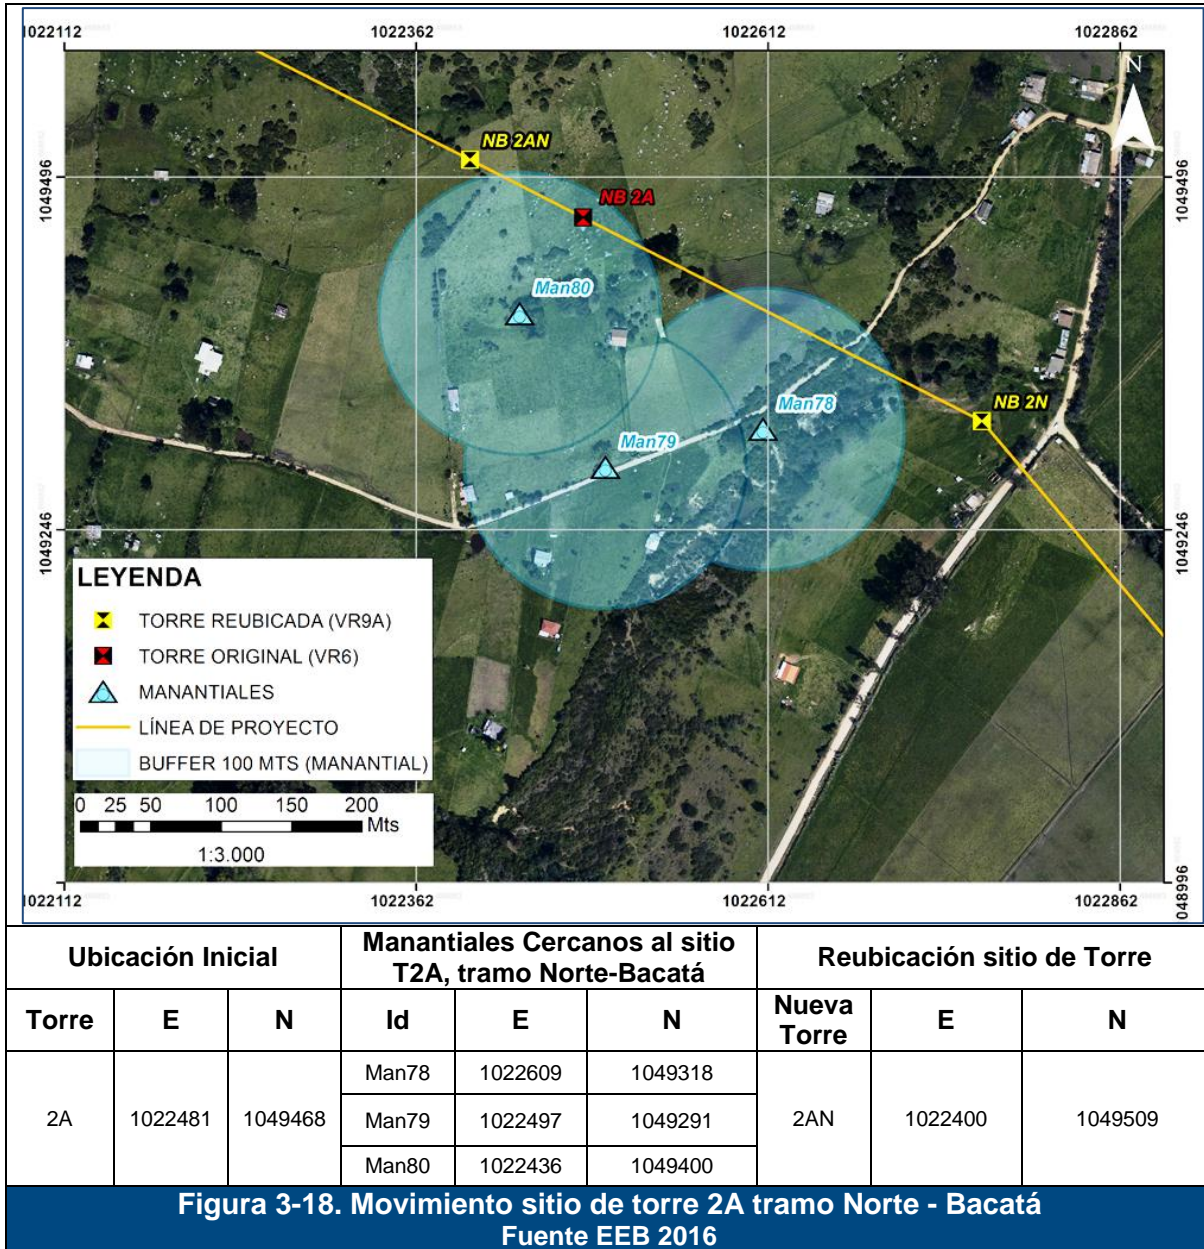 1022112 1022362 1022612 1022862
N
NB 2AN
1049496 1049496
NB 2A
Man80
Man78
NB 2N
Man79
1049246 1049246
LEYENDA
TORRE REUBICADA (VR9A)
TORRE ORIGINAL (VR6)
MANANTIALES
LÍNEA DE PROYECTO
BUFFER 100 MTS (MANANTIAL)
0 25 50 100 150 200
Mts
1:3.000
048996
1022112 1022362 1022612 1022862
Ubicación Inicial
Manantiales Cercanos al sitio
T2A, tramo Norte-Bacatá
Reubicación sitio de Torre
Torre E N Id E N Nueva Torre E N
Man78 1022609 1049318
2A 1022481 1049468 Man79 1022497 1049291 2AN 1022400 1049509
Man80 1022436 1049400
Figura 3-18. Movimiento sitio de torre 2A tramo Norte - Bacatá
Fuente EEB 2016